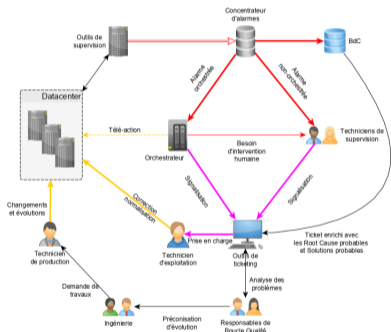 Concentrateur
d'alarmes
Outils de
supervision
BdC
Alarme
orchestrée
Alarme
non-orchestrée
Datacenter
Télé-action
Besoin
d'intervention
humaine
Techniciens de
supervision
Orchestrateur
Signalisation
Signalisation
Changements
et évolutions
Correction
normalisation
Prise en charge
Ticket enrichi avec
les Root Cause probables
et Solutions probables
Technicien
de production
Technicien
d'exploitation
Outils de
ticketing
Analyse des
problèmes
Demande de
travaux
Ingénierie
Préconisation
d'évolution
Responsables de
Boucle Qualité